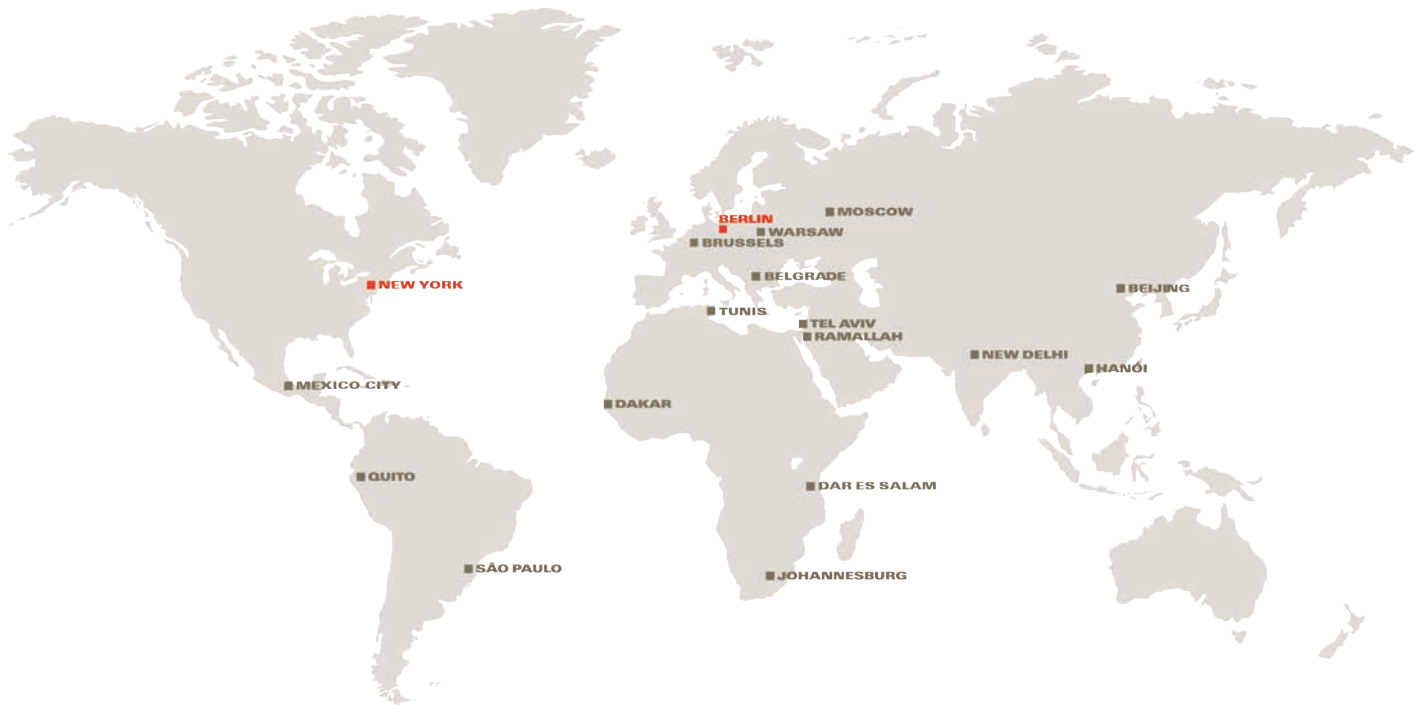 MOSCOW
BERLIN
WARSAW
BRUSSELS
BELGRADE
NEW YORK
BEIJING
TUNIS
TEL AVIV
RAMALLAH
NEW DELHI
HANÓI
MEXICO CITY
DAKAR
QUITO
DAR ES SALAM
SÃO PAULO
JOHANNESBURG